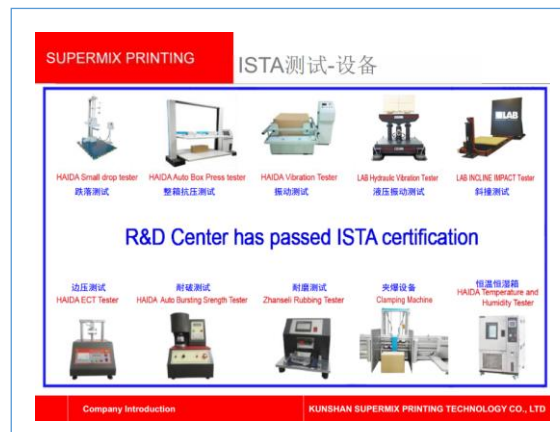 SUPERMIX PRINTING
ISTA测试-设备
LAB
HAIDA Small drop tester
跌落测试
HAIDA Auto Box Press tester
整箱抗压测试
HAIDA Vibration Tester
振动测试
LAB Hydraulic Vibration Tester
液压振动测试
LAB INCLINE IMPACT Tester
斜撞测试
R&D Center has passed ISTA certification
边压测试
HAIDA ECT Tester
耐破测试
HAIDA Auto Bursting Srength Tester
耐磨测试
Zhanseli Rubbing Tester
夹爆设备
Clamping Machine
恒温恒湿箱
HAIDA Temperature and
Humidity Tester
Company Introduction
KUNSHAN SUPERMIX PRINTING TECHNOLOGY CO., LTD